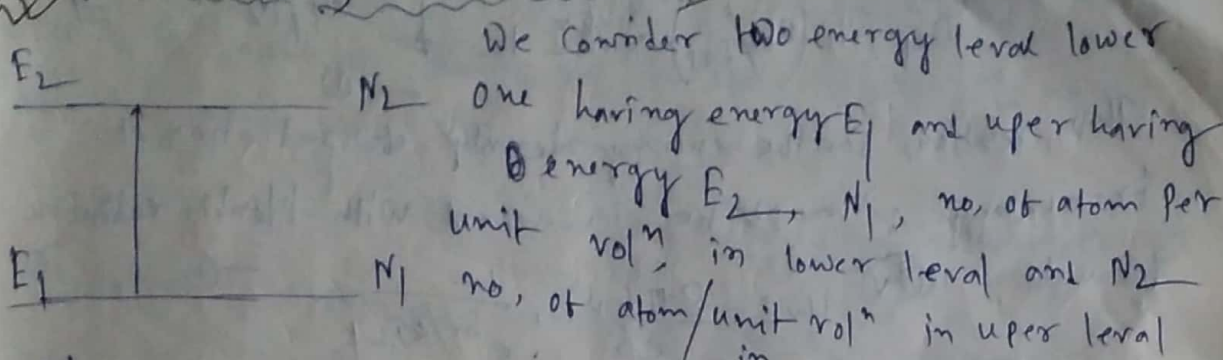 We Consider two energy leval lower
E2
N2 one having energy E1 and uper having
energy E2, N1, no, of atom Per
unit volⁿ, in lower leval and N2
E1
N1 no, of atom/unit volⁿ in uper leval
in